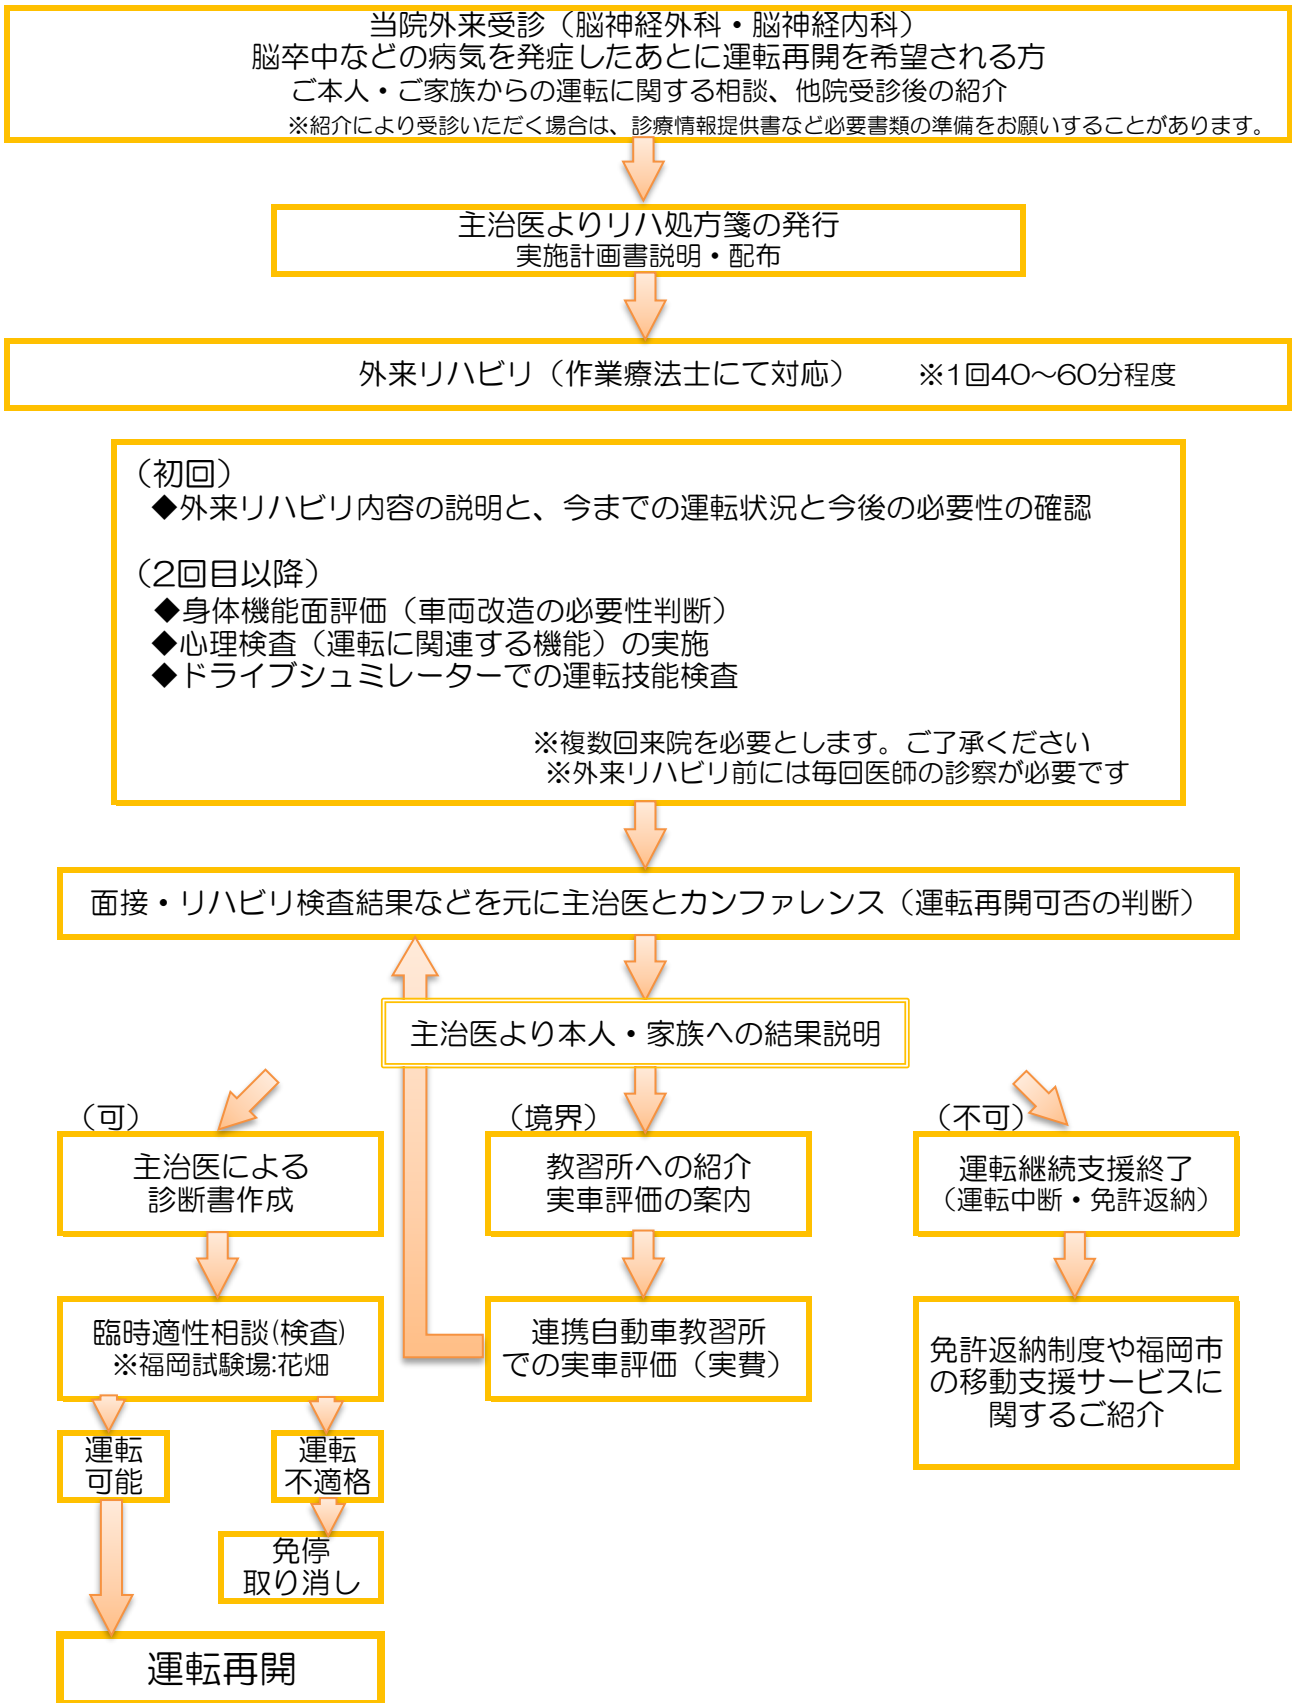 当院外来受診（脳神経外科・脳神経内科）
脳卒中などの病気を発症したあとに運転再開を希望される方
ご本人・ご家族からの運転に関する相談、他院受診後の紹介
※紹介により受診いただく場合は、診療情報提供書など必要書類の準備をお願いすることがあります。
主治医よりリハ処方箋の発行
実施計画書説明・配布
外来リハビリ（作業療法士にて対応）　　※1回40～60分程度
（初回）
◆外来リハビリ内容の説明と、今までの運転状況と今後の必要性の確認
（2回目以降）
◆身体機能面評価（車両改造の必要性判断）
◆心理検査（運転に関連する機能）の実施
◆ドライブシュミレーターでの運転技能検査
※複数回来院を必要とします。ご了承ください
※外来リハビリ前には毎回医師の診察が必要です
面接・リハビリ検査結果などを元に主治医とカンファレンス（運転再開可否の判断）
主治医より本人・家族への結果説明
（可）
主治医による
診断書作成
臨時適性相談(検査)
※福岡試験場:花畑
運転
可能
運転
不適格
免停
取り消し
運転再開
（境界）
教習所への紹介
実車評価の案内
連携自動車教習所
での実車評価（実費）
（不可）
運転継続支援終了
（運転中断・免許返納）
免許返納制度や福岡市
の移動支援サービスに
関するご紹介